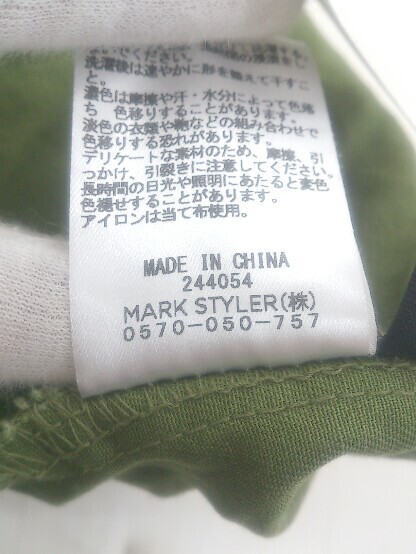 洗濯後は速やかに形を整えて干すこ
と。
濃色は摩擦や汗・水分によって色落
ち 色移りすることがあります。
淡色の衣類や鞄などの組み合わせで
色移りする恐れがあります。
デリケートな素材のため、摩擦、引
っかけ、引裂きに注意してください。
長時間の日光や照明にあたると変色
色褪せすることがあります。
アイロンは当て布使用。
MADE IN CHINA
244054
MARK STYLER(株)
0570-050-757